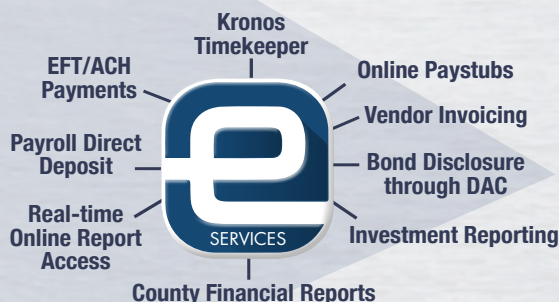 Kronos
Timekeeper
EFT/ACH
Payments
Online Paystubs
Vendor Invoicing
Payroll Direct
Deposit
Bond Disclosure
through DAC
Real-time
Online Report
Access
Investment Reporting
e
SERVICES
County Financial Reports